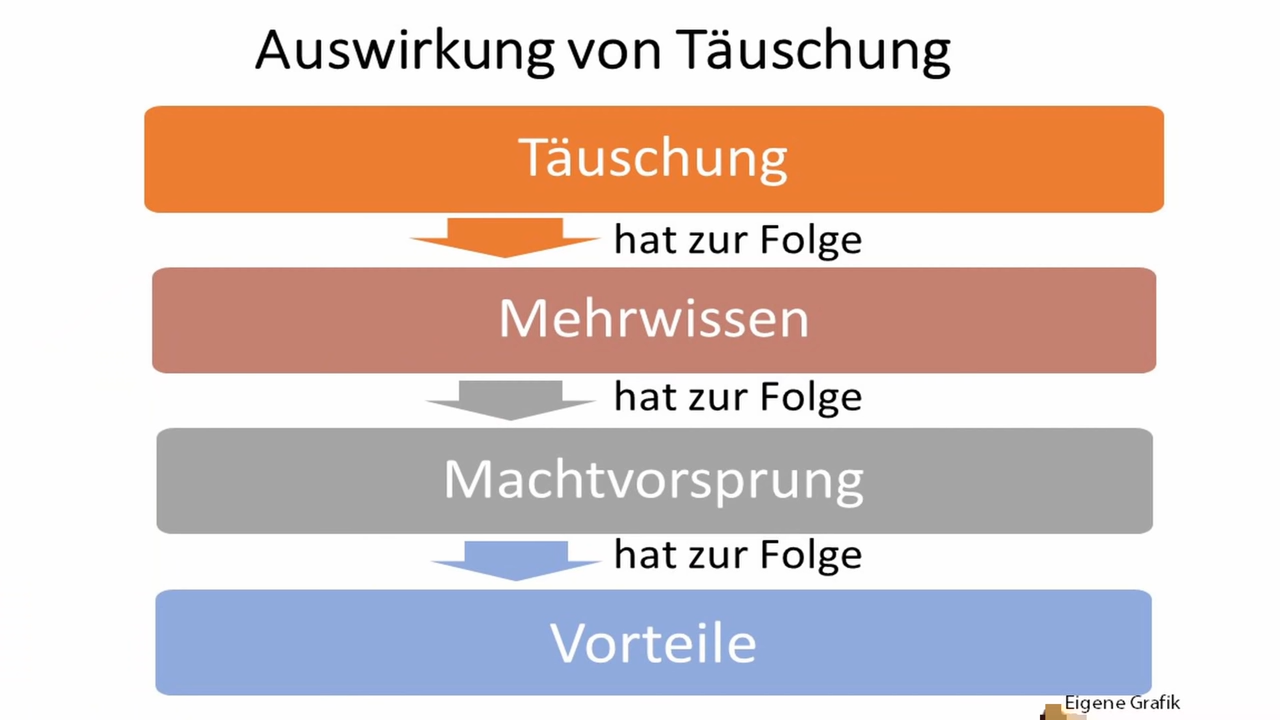 Auswirkung von Täuschung
Täuschung
hat zur Folge
Mehrwissen
hat zur Folge
Machtvorsprung
hat zur Folge
Vorteile
Eigene Grafik